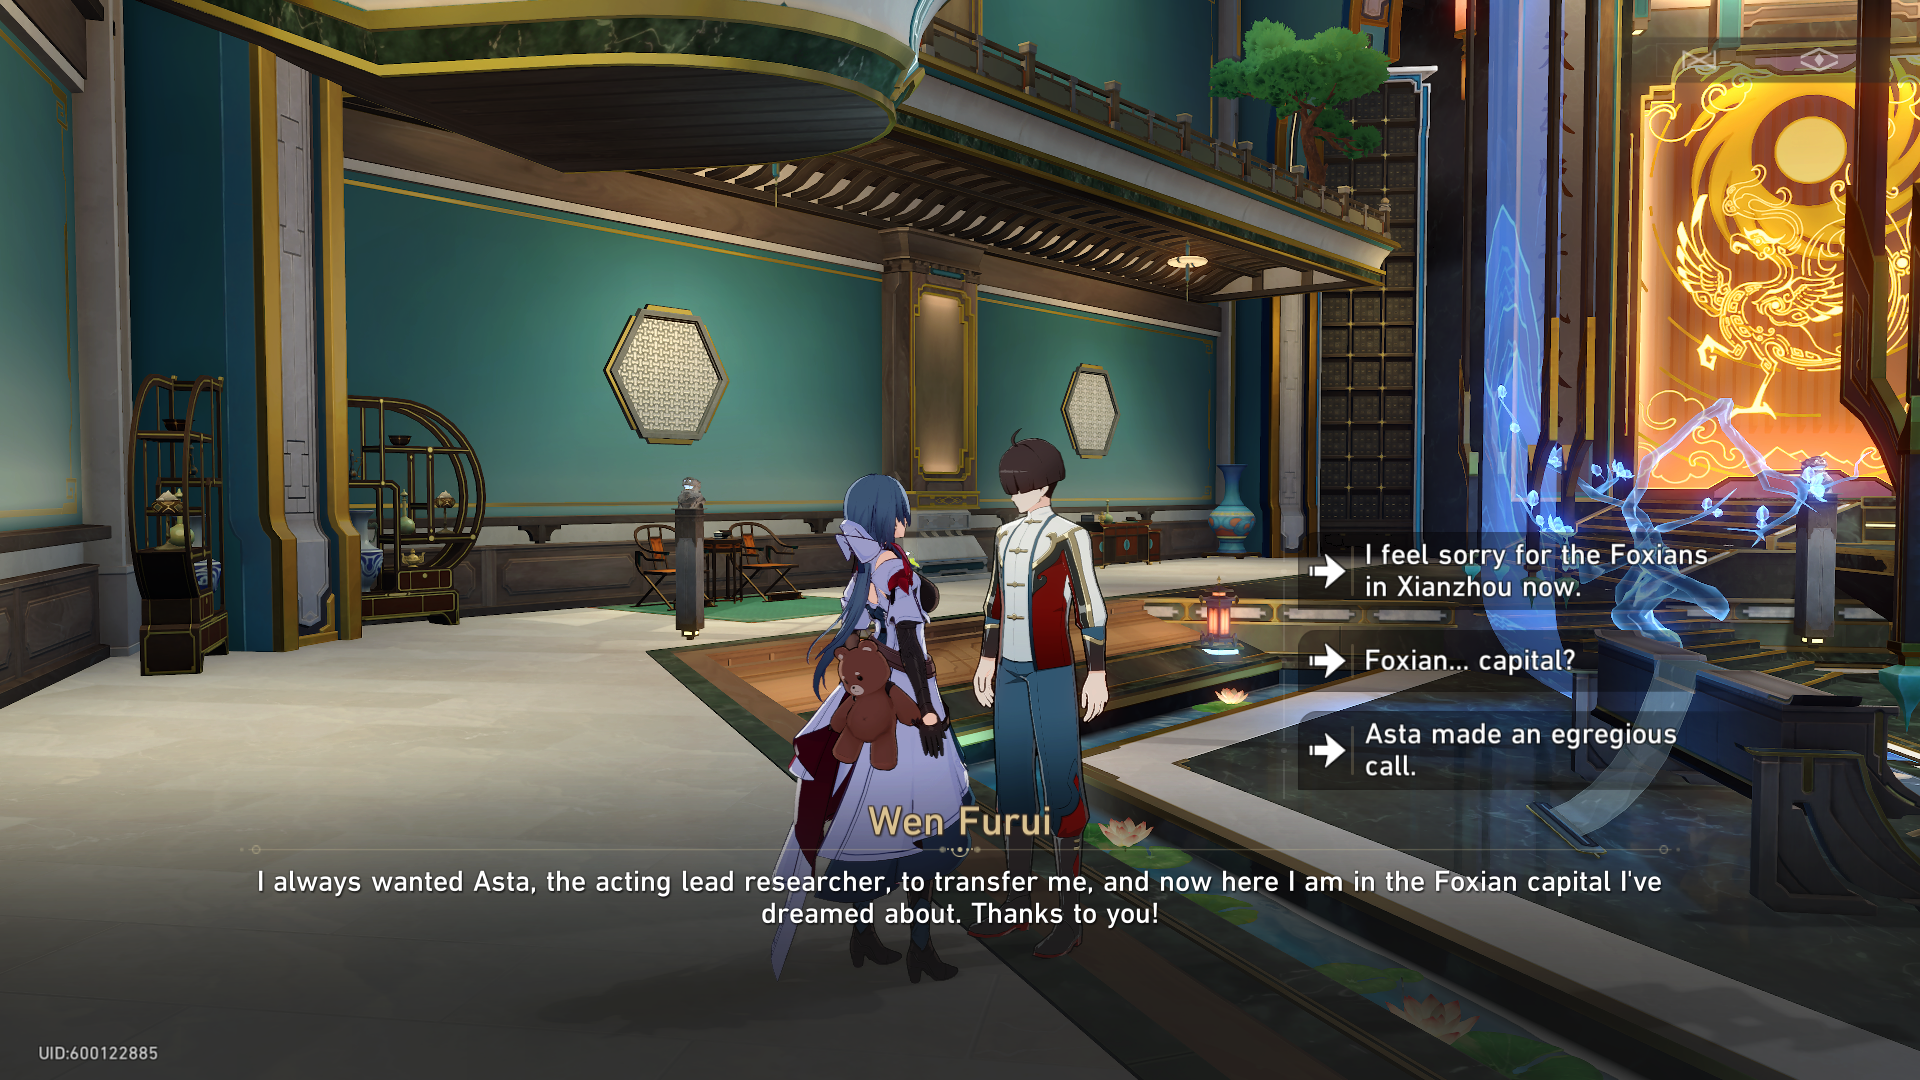 I feel sorry for the Foxians
in Xianzhou now.
Foxian... capital?
Asta made an egregious
call.
Wen Furui
I always wanted Asta, the acting lead researcher, to transfer me, and now here I am in the Foxian capital I've
dreamed about. Thanks to you!
UID:600122885